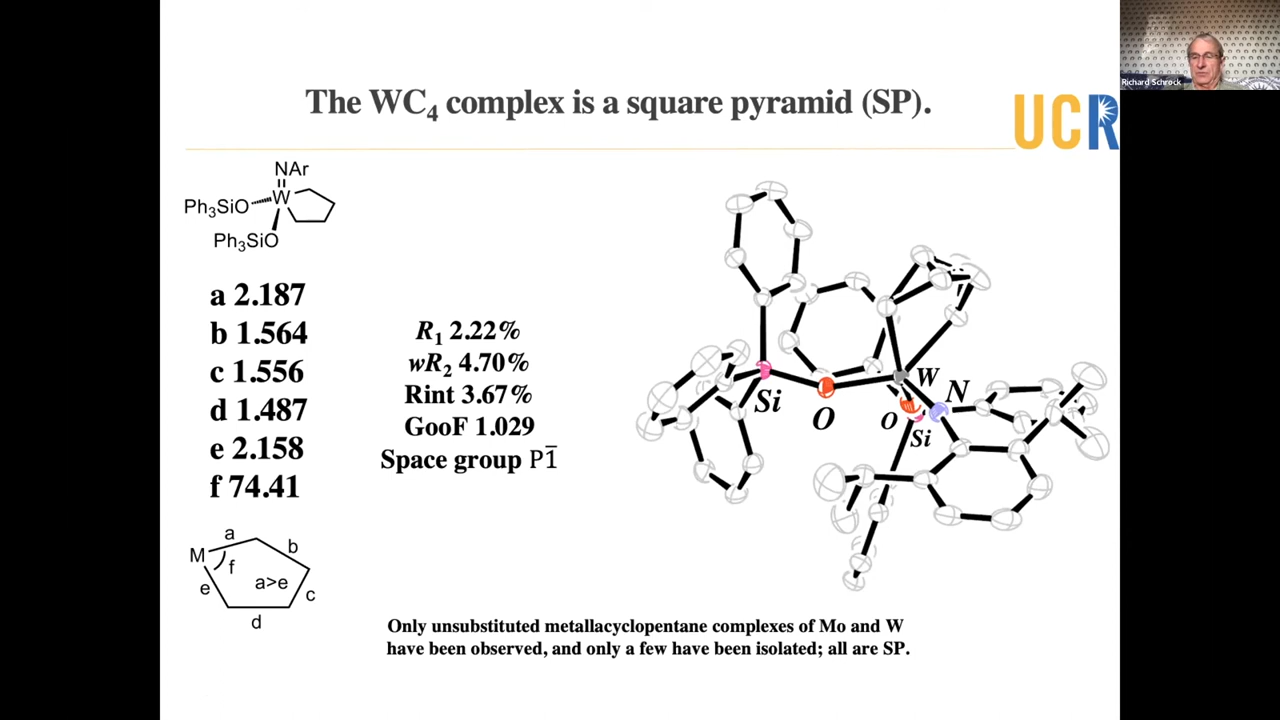 Richard Schrock
The WC₄ complex is a square pyramid (SP).
UCR
NAr
W
Ph₃SiO
Ph₃SiO
a 2.187
b 1.564
c 1.556
d 1.487
e 2.158
f 74.41
R₁ 2.22%
wR₂ 4.70%
Rint 3.67%
GooF 1.029
Space group P1̅
Si
O
W
N
O
Si
a
M
b
f
a>e
e
c
d
Only unsubstituted metallacyclopentane complexes of Mo and W
have been observed, and only a few have been isolated; all are SP.